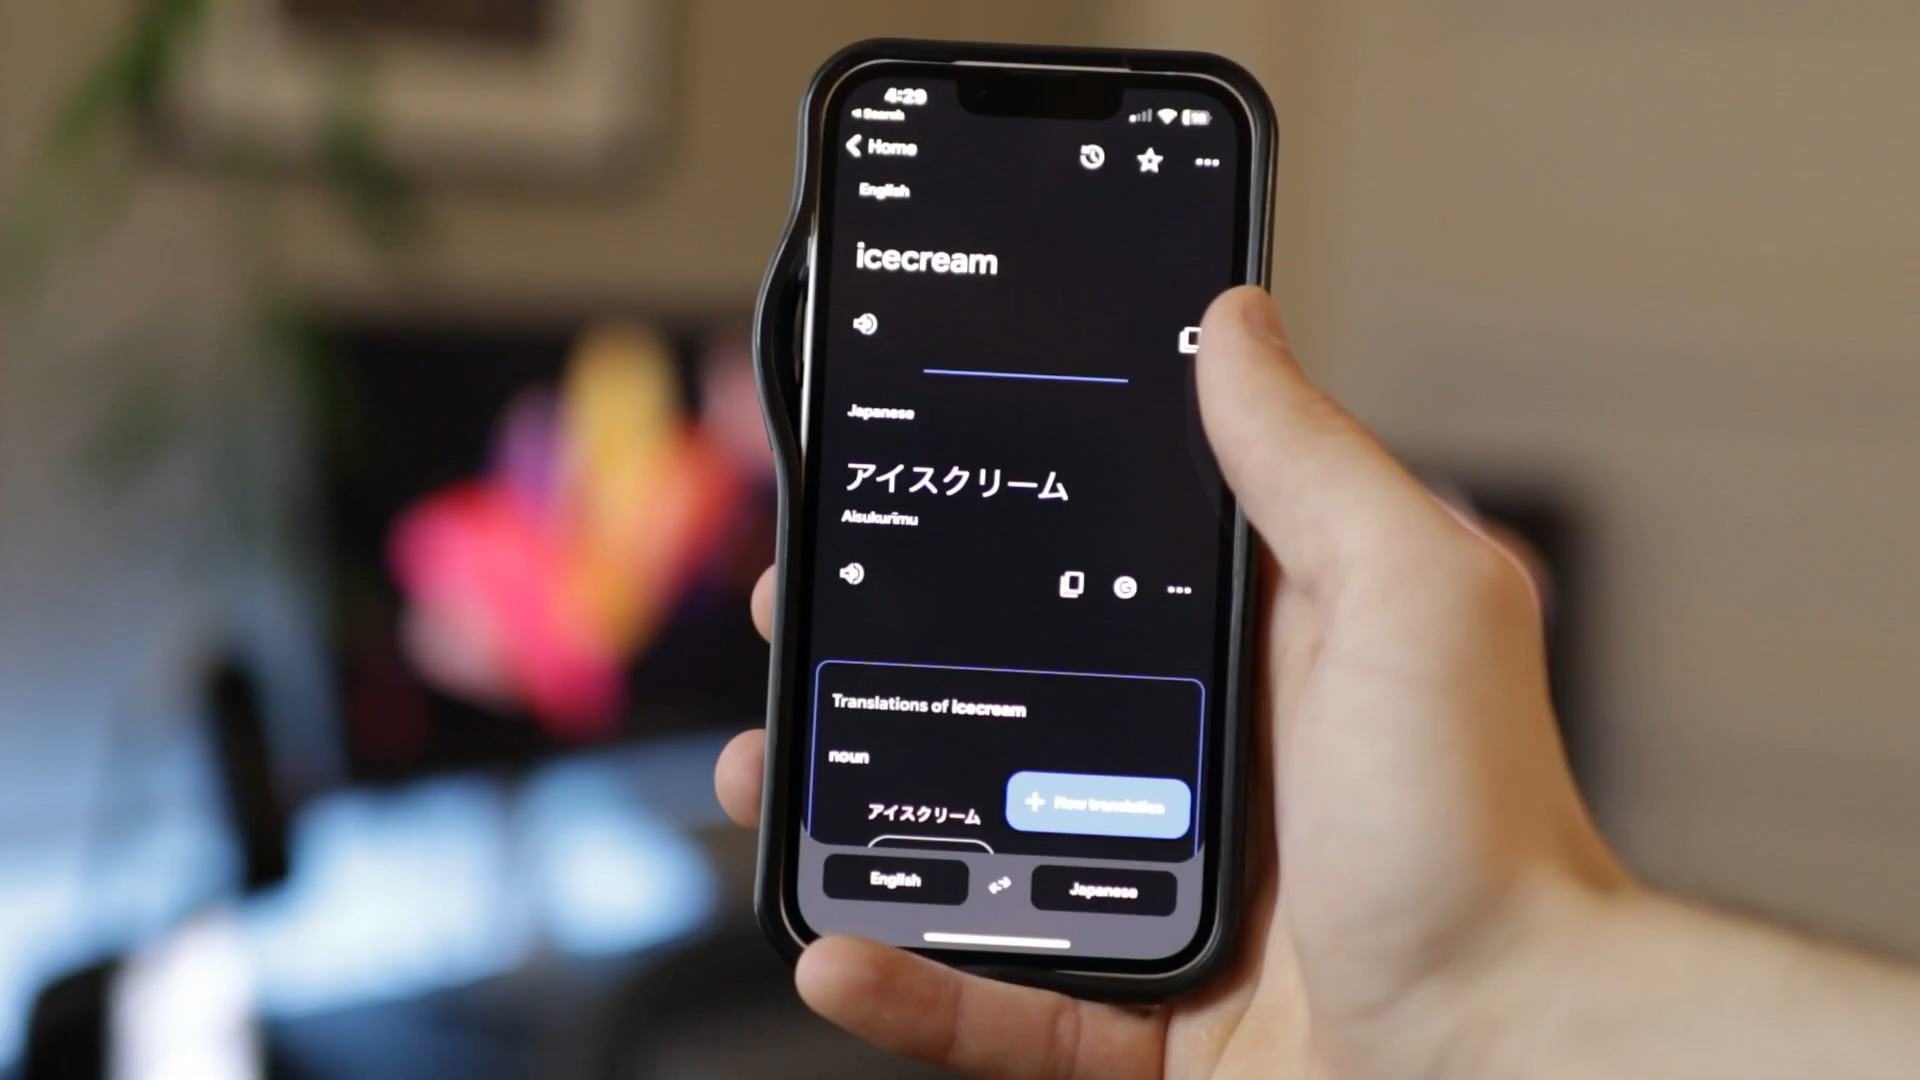 4:29
Search
Home
English
icecream
Japanese
アイスクリーム
Aisukurīmu
Translations of icecream
noun
New translation
アイスクリーム
English
Japanese